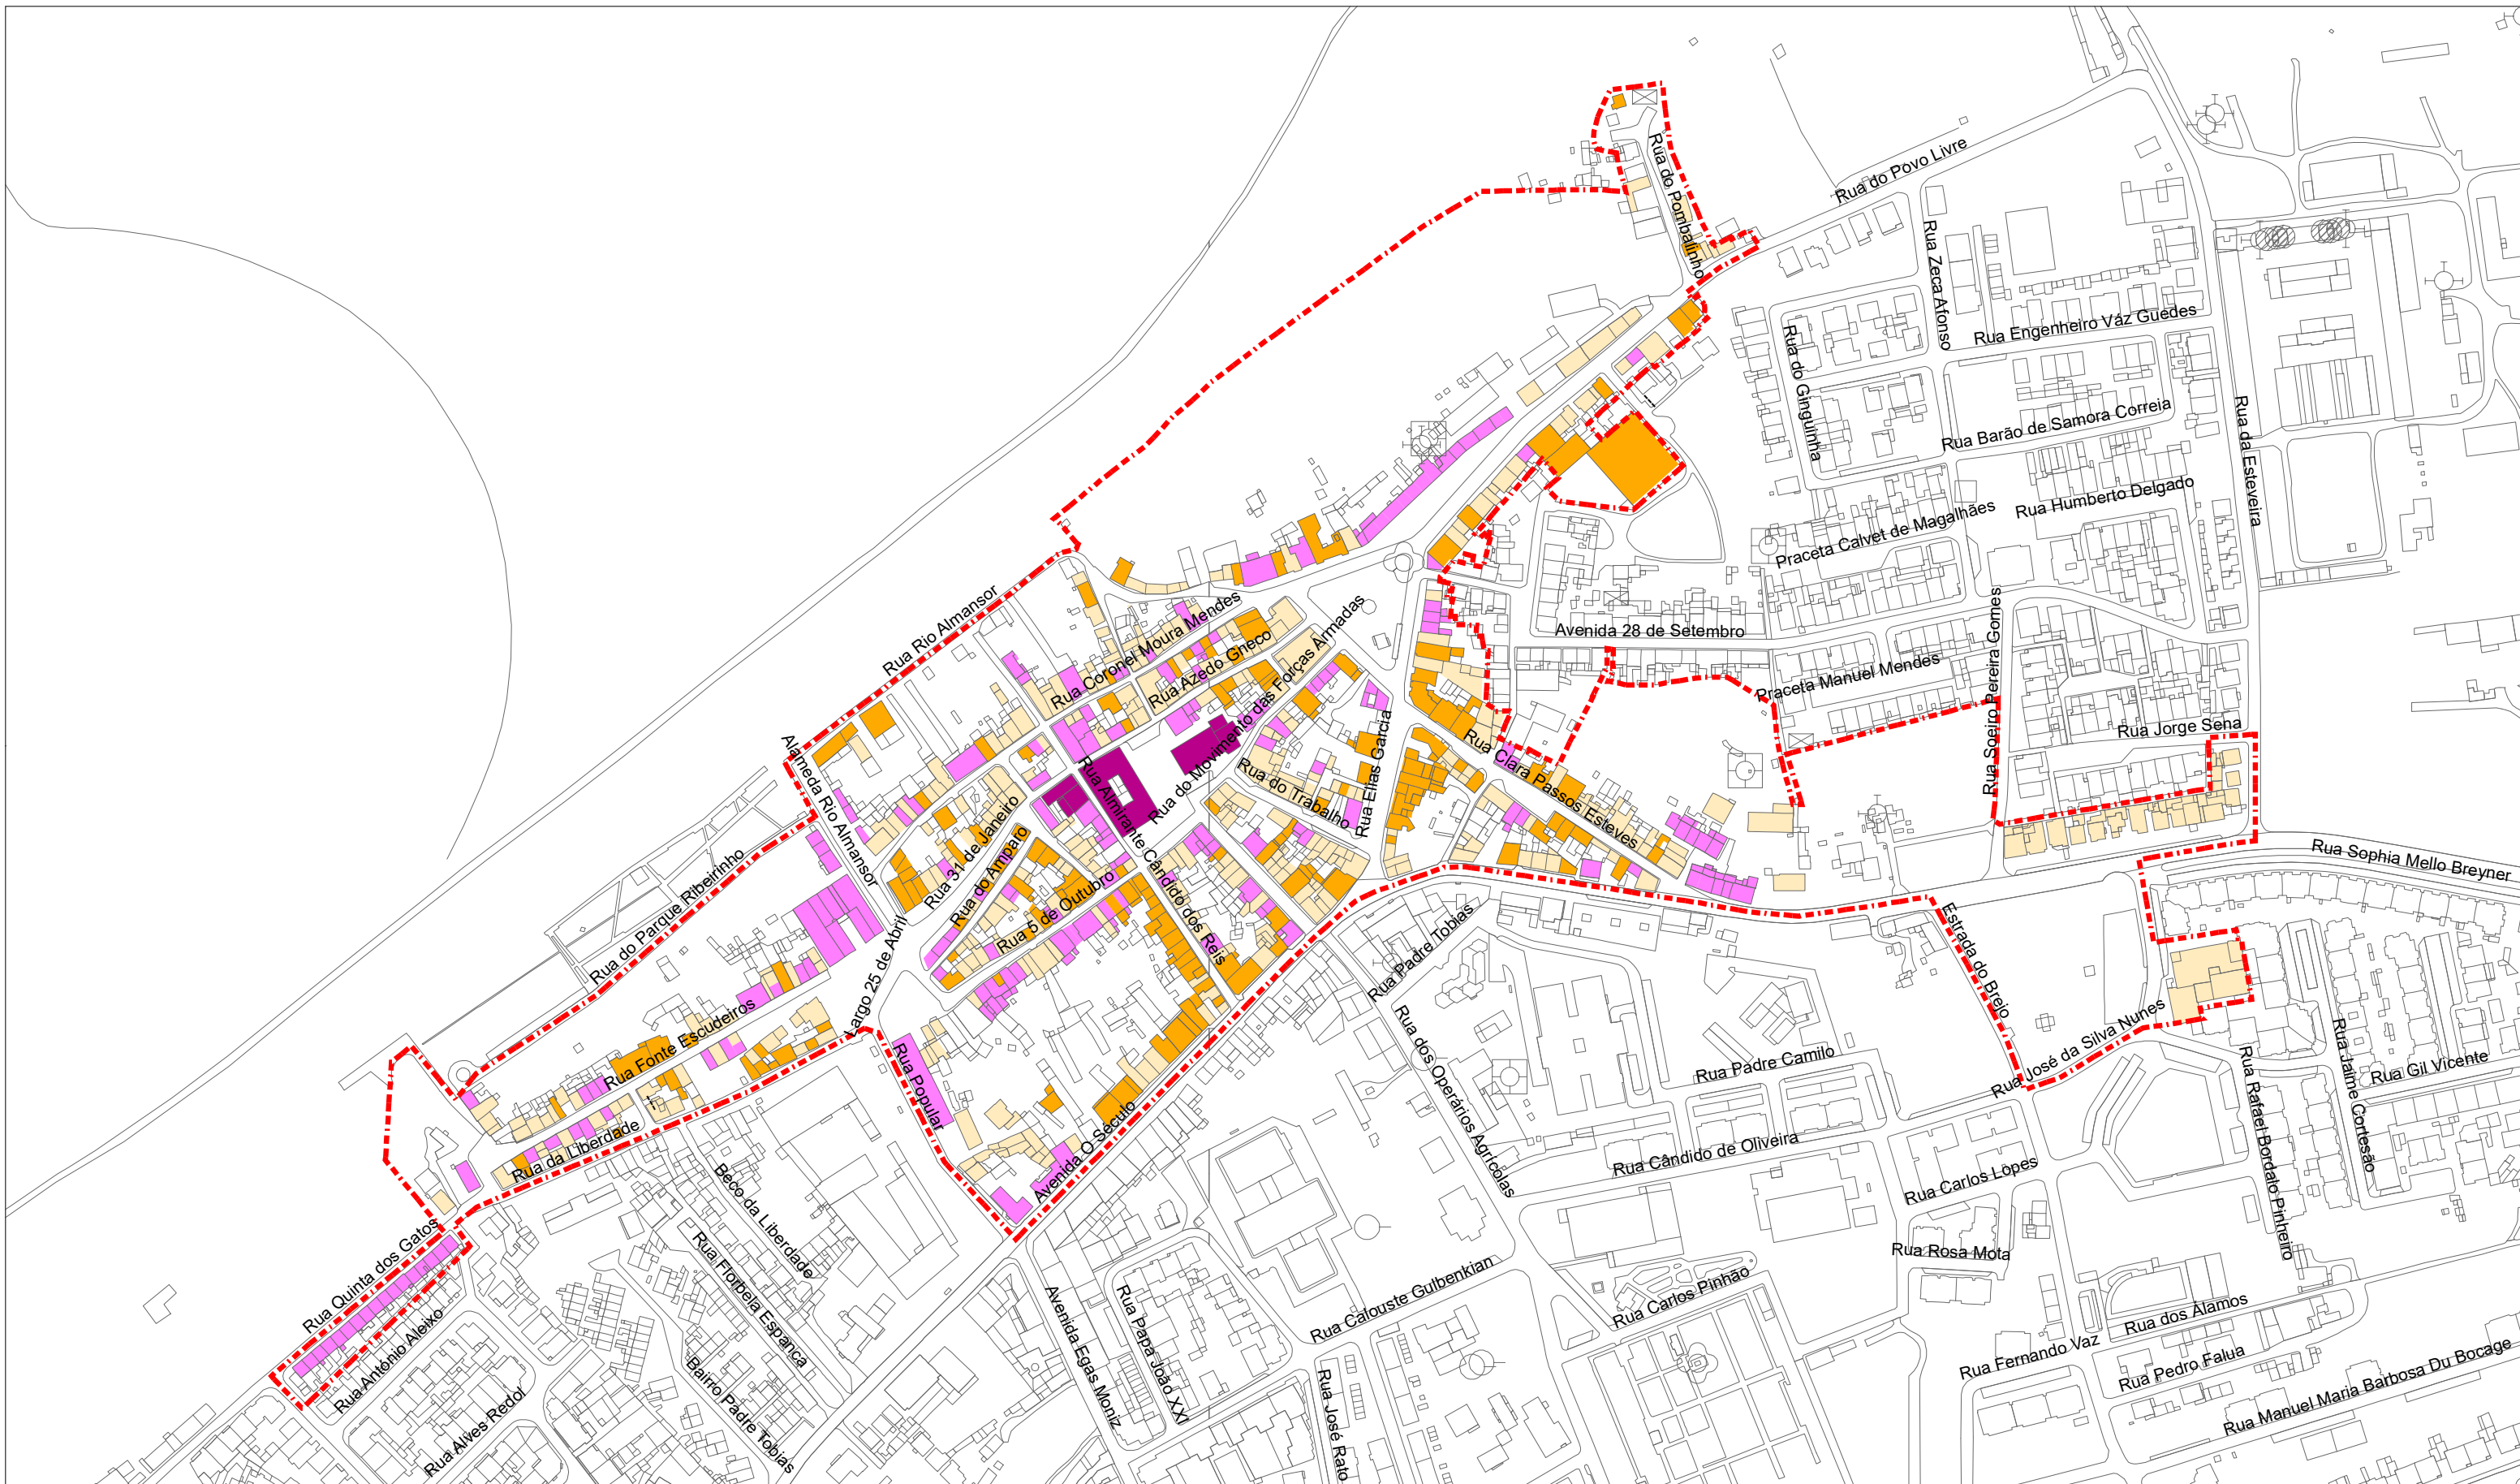 Rua do Pombalinho
Rua do Povo Livre
Rua Zeca Afonso
Rua Engenheiro Váz Guedes
Rua do Ginguinha
Rua Barão de Samora Correia
Rua da Esteveira
Rua Humberto Delgado
Praceta Calvet de Magalhães
Rua Rio Almansor
Rua Coronel Moura Mendes
Rua Azedo Gneco
Rua do Movimento das Forças Armadas
Avenida 28 de Setembro
Praceta Manuel Mendes
Rua Soeiro Pereira Gomes
Rua Jorge Sena
Alameda Rio Almansor
Rua Almirante Cândido dos Reis
Rua do Trabalho
Rua Elias Garcia
Rua Clara Passos Esteves
Rua 31 de Janeiro
Rua do Amparo
Rua 5 de Outubro
Rua do Parque Ribeirinho
Largo 25 de Abril
Rua Sophia Mello Breyner
Rua Padre Tobias
Estrada do Brejo
Rua Fonte Escudeiros
Rua Popular
Rua dos Operários Agrícolas
Rua Padre Camilo
Rua José da Silva Nunes
Rua Rafael Bordalo Pinheiro
Rua Jaime Cortesão
Rua Gil Vicente
Rua da Liberdade
Avenida O Século
Rua Cândido de Oliveira
Rua Carlos Lopes
Beco da Liberdade
Rua Quinta dos Gatos
Rua Florbela Espanca
Rua António Aleixo
Rua Alves Redol
Bairro Padre Tobias
Avenida Egas Moniz
Rua Papa João XXI
Rua Calouste Gulbenkian
Rua Carlos Pinhão
Rua José Rato
Rua Rosa Mota
Rua dos Álamos
Rua Fernando Vaz
Rua Pedro Falua
Rua Manuel Maria Barbosa Du Bocage